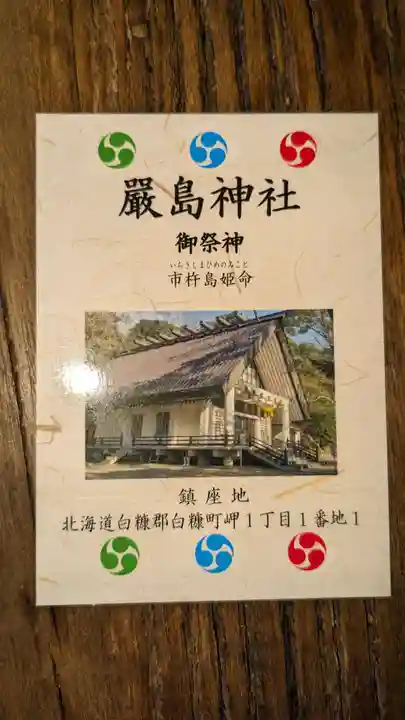 嚴島神社
御祭神
いちきしまひめのみこと
市杵島姫命
鎮座地
北海道白糠郡白糠町岬1丁目1番地1